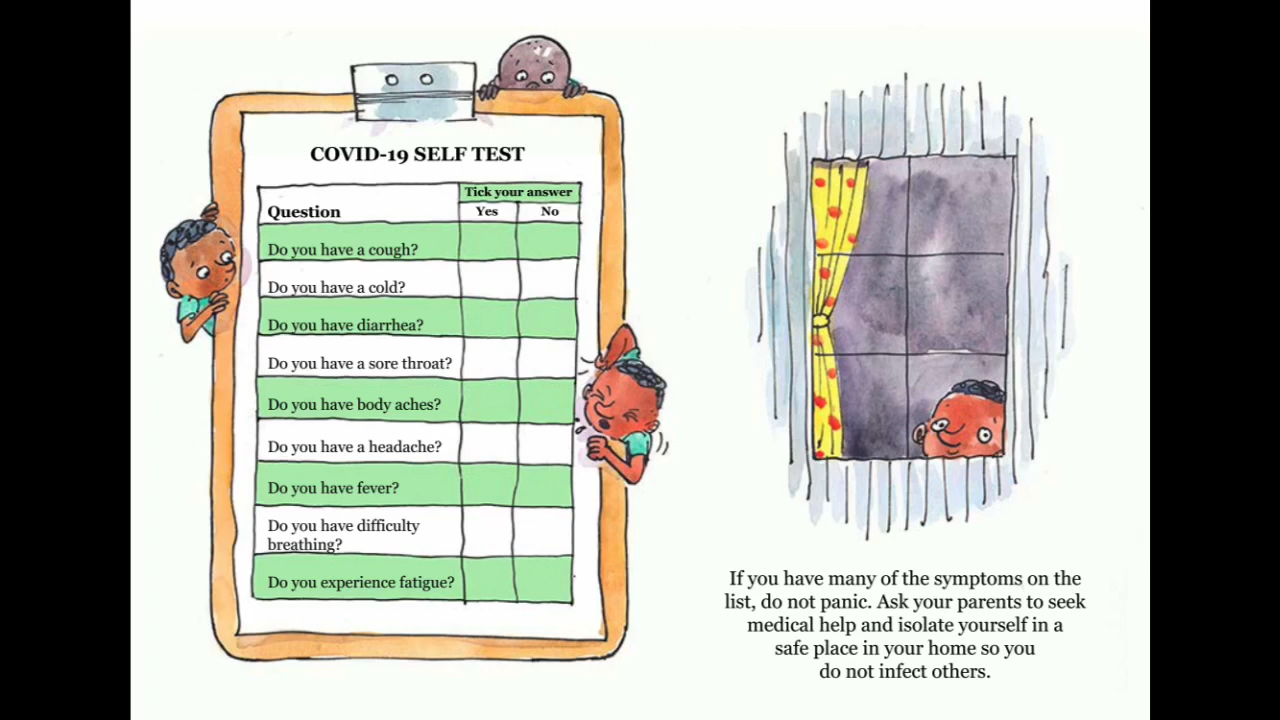 COVID-19 SELF TEST
Tick your answer
Question
Yes
No
Do you have a cough?
Do you have a cold?
Do you have diarrhea?
Do you have a sore throat?
Do you have body aches?
Do you have a headache?
Do you have fever?
Do you have difficulty
breathing?
Do you experience fatigue?
If you have many of the symptoms on the
list, do not panic. Ask your parents to seek
medical help and isolate yourself in a
safe place in your home so you
do not infect others.